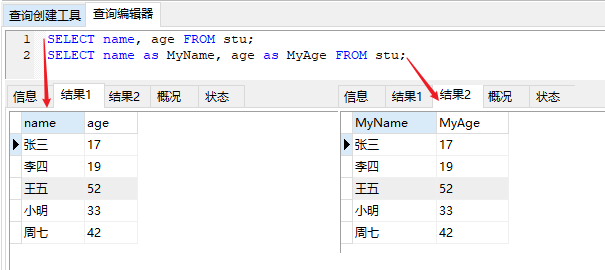 查询创建工具 查询编辑器
1 SELECT name, age FROM stu;
2 SELECT name as MyName, age as MyAge FROM stu;
信息 结果1 结果2 概况 状态
name age
张三 17
李四 19
王五 52
小明 33
周七 42
信息 结果1 结果2 概况 状态
MyName MyAge
张三 17
李四 19
王五 52
小明 33
周七 42